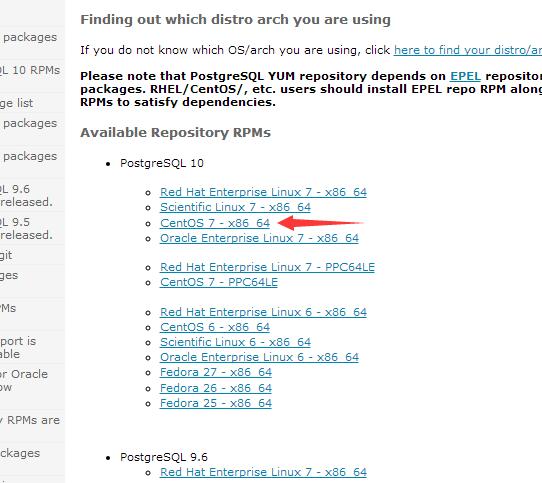 packages
L 10 RPMs
ge list
packages
packages
L 9.6
released.
L 9.5
released.
git
ges
Ms
port is
able
or Oracle
ow
y RPMs are
ckages
Finding out which distro arch you are using
If you do not know which OS/arch you are using, click here to find your distro/ar
Please note that PostgreSQL YUM repository depends on EPEL repositor
packages. RHEL/CentOS/, etc. users should install EPEL repo RPM along
RPMs to satisfy dependencies.
Available Repository RPMs
PostgreSQL 10
Red Hat Enterprise Linux 7 - x86_64
Scientific Linux 7 - x86_64
CentOS 7 - x86_64
Oracle Enterprise Linux 7 - x86_64
Red Hat Enterprise Linux 7 - PPC64LE
CentOS 7 - PPC64LE
Red Hat Enterprise Linux 6 - x86_64
CentOS 6 - x86_64
Scientific Linux 6 - x86_64
Oracle Enterprise Linux 6 - x86_64
Fedora 27 - x86_64
Fedora 26 - x86_64
Fedora 25 - x86_64
PostgreSQL 9.6
Red Hat Enterprise Linux 7 - x86_64